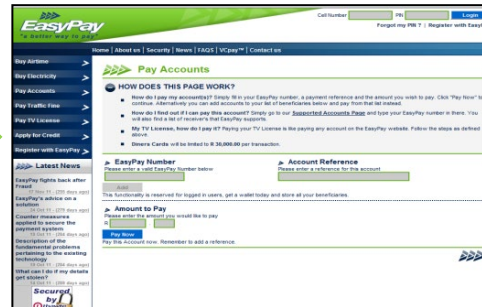 Cell Number PIN Login
Forgot my PIN ? | Register with Easy
EasyPay
"a better way to pay"
Home | About us | Security | News | FAQS | VCpay™ | Contact us
Buy Airtime
Buy Electricity
Pay Accounts
Pay Traffic Fine
Pay TV License
Apply for Credit
Register with EasyPay
Latest News
EasyPay fights back after
Fraud
EasyPay's advice on a
solution
Counter measures
applied to secure the
payment system
Description of the
fundamental problems
pertaining to the existing
technology
What can I do if my details
get stolen?
Secured
by
Pay Accounts
HOW DOES THIS PAGE WORK?
How do I pay my account(s)? Simply fill in your EasyPay number, a payment reference and the amount you wish to pay. Click "Pay Now" to
continue. Alternatively you can add accounts to your list of beneficiaries below and pay from that list instead.
How do I find out if I can pay this account? Simply go to our Supported Accounts Page and type your EasyPay number in there. You
will also find a list of receiver's that EasyPay supports.
My TV License, how do I pay it? Paying your TV License is the paying any account on the EasyPay website. Follow the steps as defined
above.
Dinero Cards will be limited to R 30,000.00 per transaction.
EasyPay Number
Please enter a valid EasyPay Number below
Account Reference
Please enter a reference for this account
Add
This functionality is reserved for logged in users, get a wallet today and store all your beneficiaries.
Amount to Pay
Please enter the amount you would like to pay
R
Pay Now
Pay this Account now. Remember to add a reference.